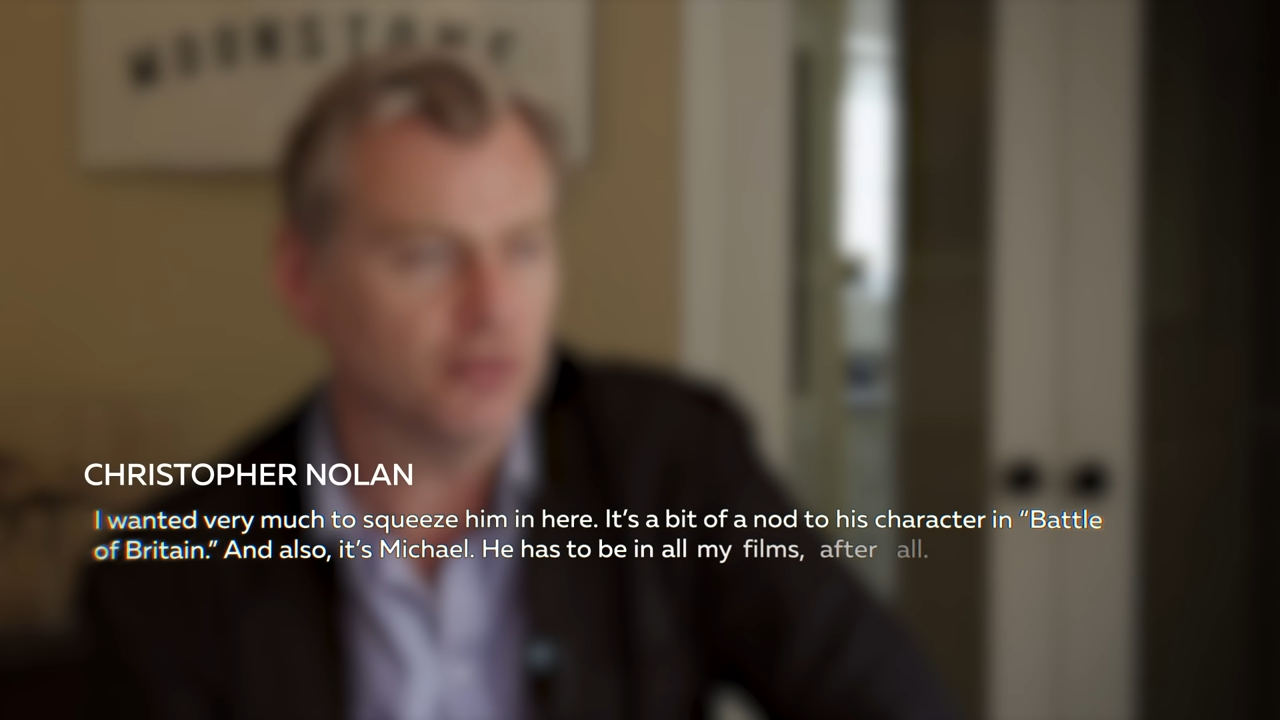 CHRISTOPHER NOLAN
I wanted very much to squeeze him in here. It’s a bit of a nod to his character in “Battle
of Britain.” And also, it’s Michael. He has to be in all my films, after all.